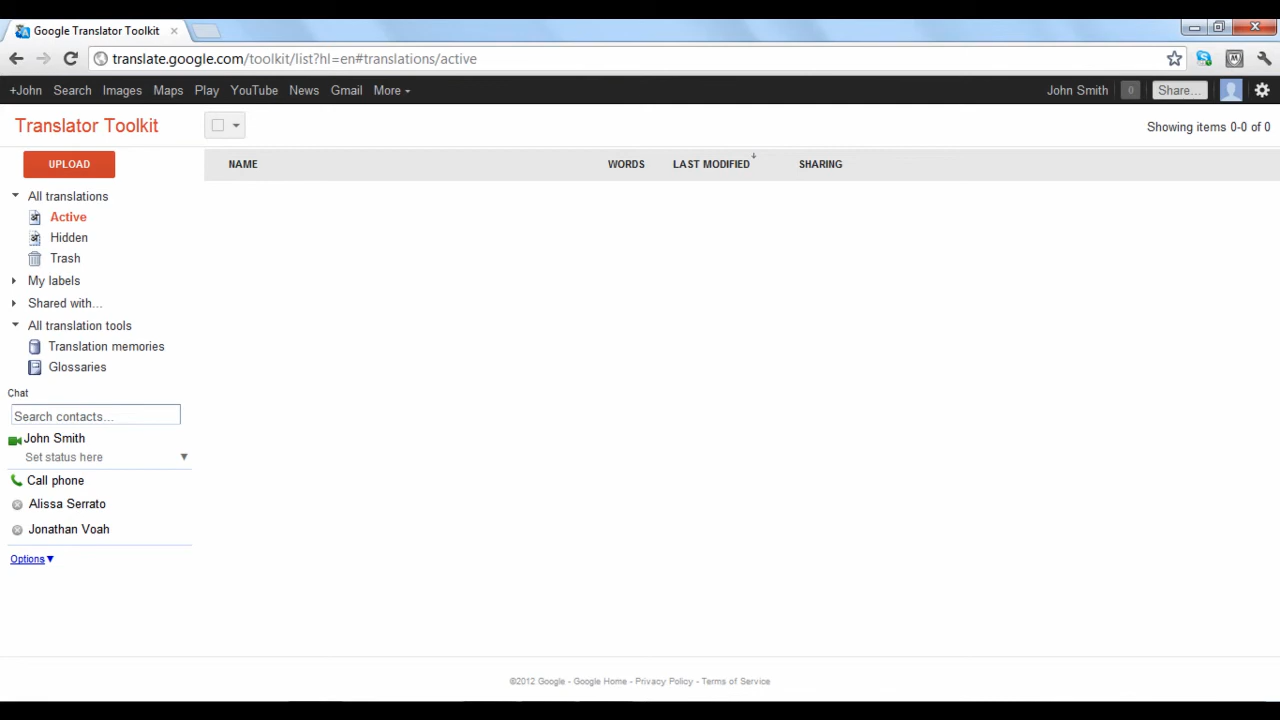 Google Translator Toolkit
translate.google.com/toolkit/list?hl=en#translations/active
+John Search Images Maps Play YouTube News Gmail More John Smith 0 Share...
Translator Toolkit
Showing items 0-0 of 0
UPLOAD
NAME WORDS LAST MODIFIED SHARING
All translations
Active
Hidden
Trash
My labels
Shared with...
All translation tools
Translation memories
Glossaries
Chat
Search contacts...
John Smith
Set status here
Call phone
Alissa Serrato
Jonathan Voah
Options
©2012 Google - Google Home - Privacy Policy - Terms of Service